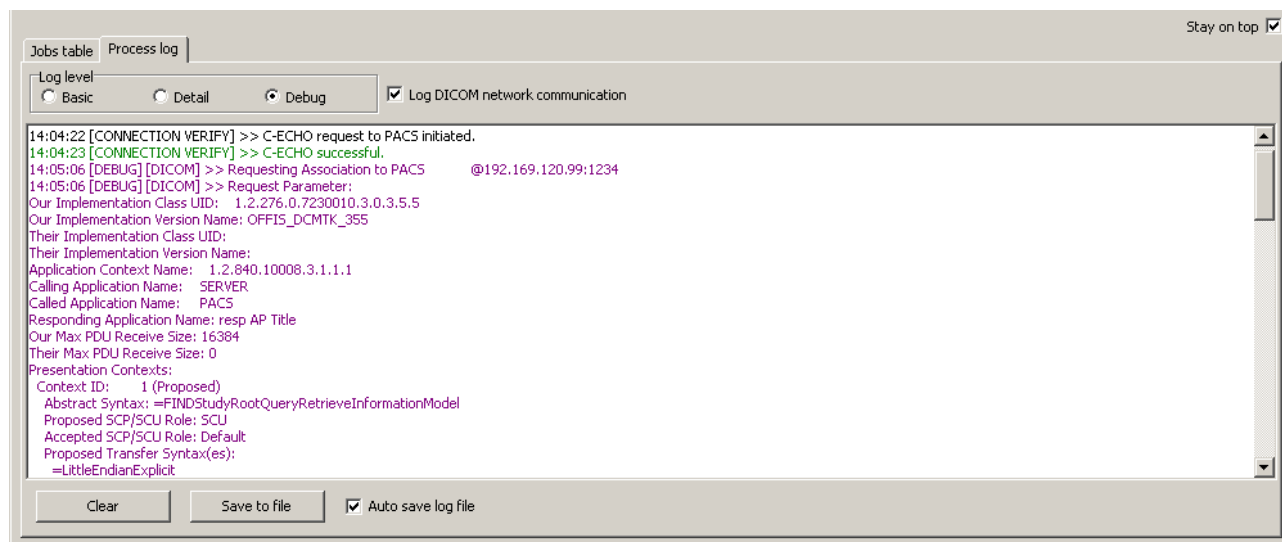 Stay on top
Jobs table Process log
Log level
Basic Detail Debug Log DICOM network communication
14:04:22 [CONNECTION VERIFY] >> C-ECHO request to PACS initiated.
14:04:23 [CONNECTION VERIFY] >> C-ECHO successful.
14:05:06 [DEBUG] [DICOM] >> Requesting Association to PACS @192.169.120.99:1234
14:05:06 [DEBUG] [DICOM] >> Request Parameter:
Our Implementation Class UID: 1.2.276.0.7230010.3.0.3.5.5
Our Implementation Version Name: OFFIS_DCMTK_355
Their Implementation Class UID:
Their Implementation Version Name:
Application Context Name: 1.2.840.10008.3.1.1.1
Calling Application Name: SERVER
Called Application Name: PACS
Responding Application Name: resp AP Title
Our Max PDU Receive Size: 16384
Their Max PDU Receive Size: 0
Presentation Contexts:
Context ID: 1 (Proposed)
Abstract Syntax: =FINDStudyRootQueryRetrieveInformationModel
Proposed SCP/SCU Role: SCU
Accepted SCP/SCU Role: Default
Proposed Transfer Syntax(es):
=LittleEndianExplicit
Clear Save to file Auto save log file